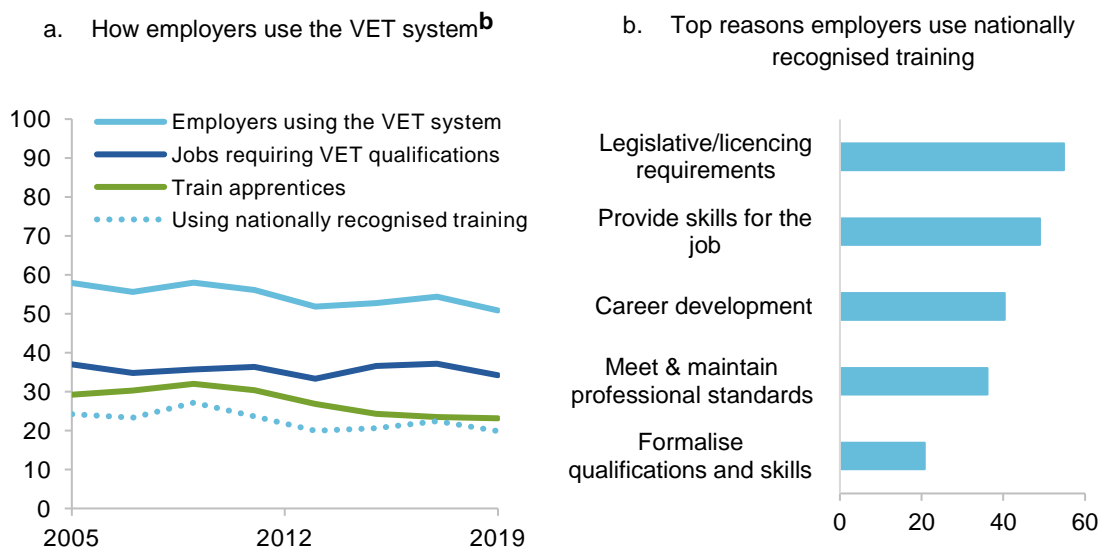 a. How employers use the VET systemb
100
90
80
70
60
50
40
30
20
10
0
Employers using the VET system
Jobs requiring VET qualifications
Train apprentices
Using nationally recognised training
2005 2012 2019
b. Top reasons employers use nationally
recognised training
Legislative/licencing
requirements
Provide skills for the
job
Career development
Meet & maintain
professional standards
Formalise
qualifications and skills
0 20 40 60